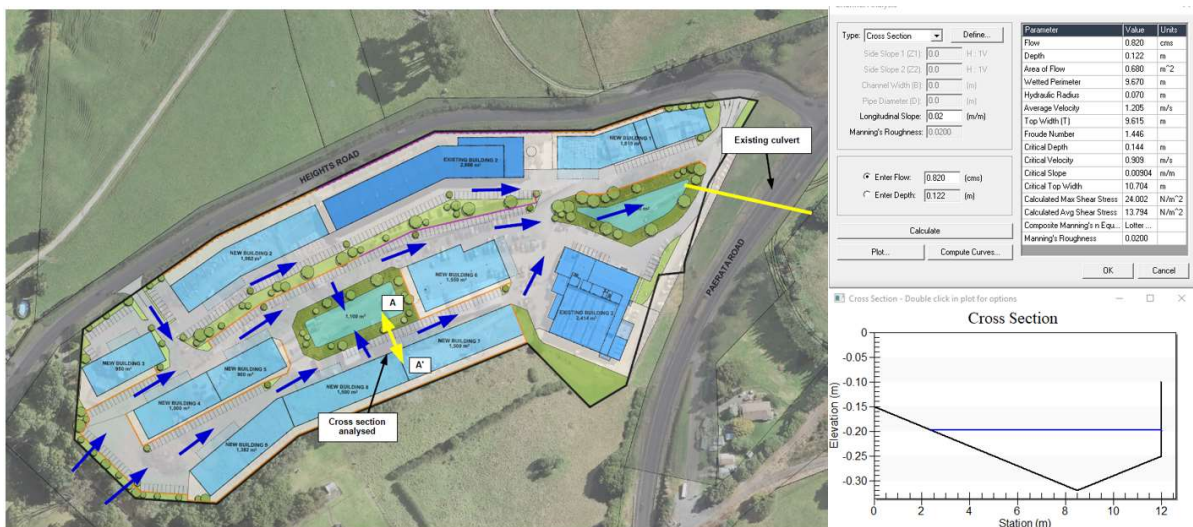 HEIGHTS ROAD
NEW BUILDING 1
EXISTING BUILDING 3
Existing culvert
NEW BUILDING 2
PAERATA ROAD
NEW BUILDING 6
A
EXISTING BUILDING 2
NEW BUILDING 3
NEW BUILDING 5
NEW BUILDING 7
A'
NEW BUILDING 4
NEW BUILDING 8
Cross section
analysed
NEW BUILDING 9
Type: Cross Section Define...
Side Slope 1 (Z1): 0.0 H : 1V
Side Slope 2 (Z2): 0.0 H : 1V
Channel Width (B): 0.0 (m)
Pipe Diameter (D): 0.0 (m)
Longitudinal Slope: 0.02 (m/m)
Manning's Roughness: 0.0200
Enter Flow: 0.820 (cms)
Enter Depth: 0.122 (m)
Calculate
Plot... Compute Curves...
Parameter Value Units
Flow 0.820 cms
Depth 0.122 m
Area of Flow 0.680 m^2
Wetted Perimeter 9.670 m
Hydraulic Radius 0.070 m
Average Velocity 1.205 m/s
Top Width (T) 9.615 m
Froude Number 1.446
Critical Depth 0.144 m
Critical Velocity 0.909 m/s
Critical Slope 0.00904 m/m
Critical Top Width 10.704 m
Calculated Max Shear Stress 24.002 N/m^2
Calculated Avg Shear Stress 13.794 N/m^2
Composite Manning's n Equ... Lotter ...
Manning's Roughness 0.0200
OK Cancel
Cross Section - Double click in plot for options
Cross Section
Elevation (m)
0
-0.05
-0.10
-0.15
-0.20
-0.25
-0.30
0 2 4 6 8 10 12
Station (m)